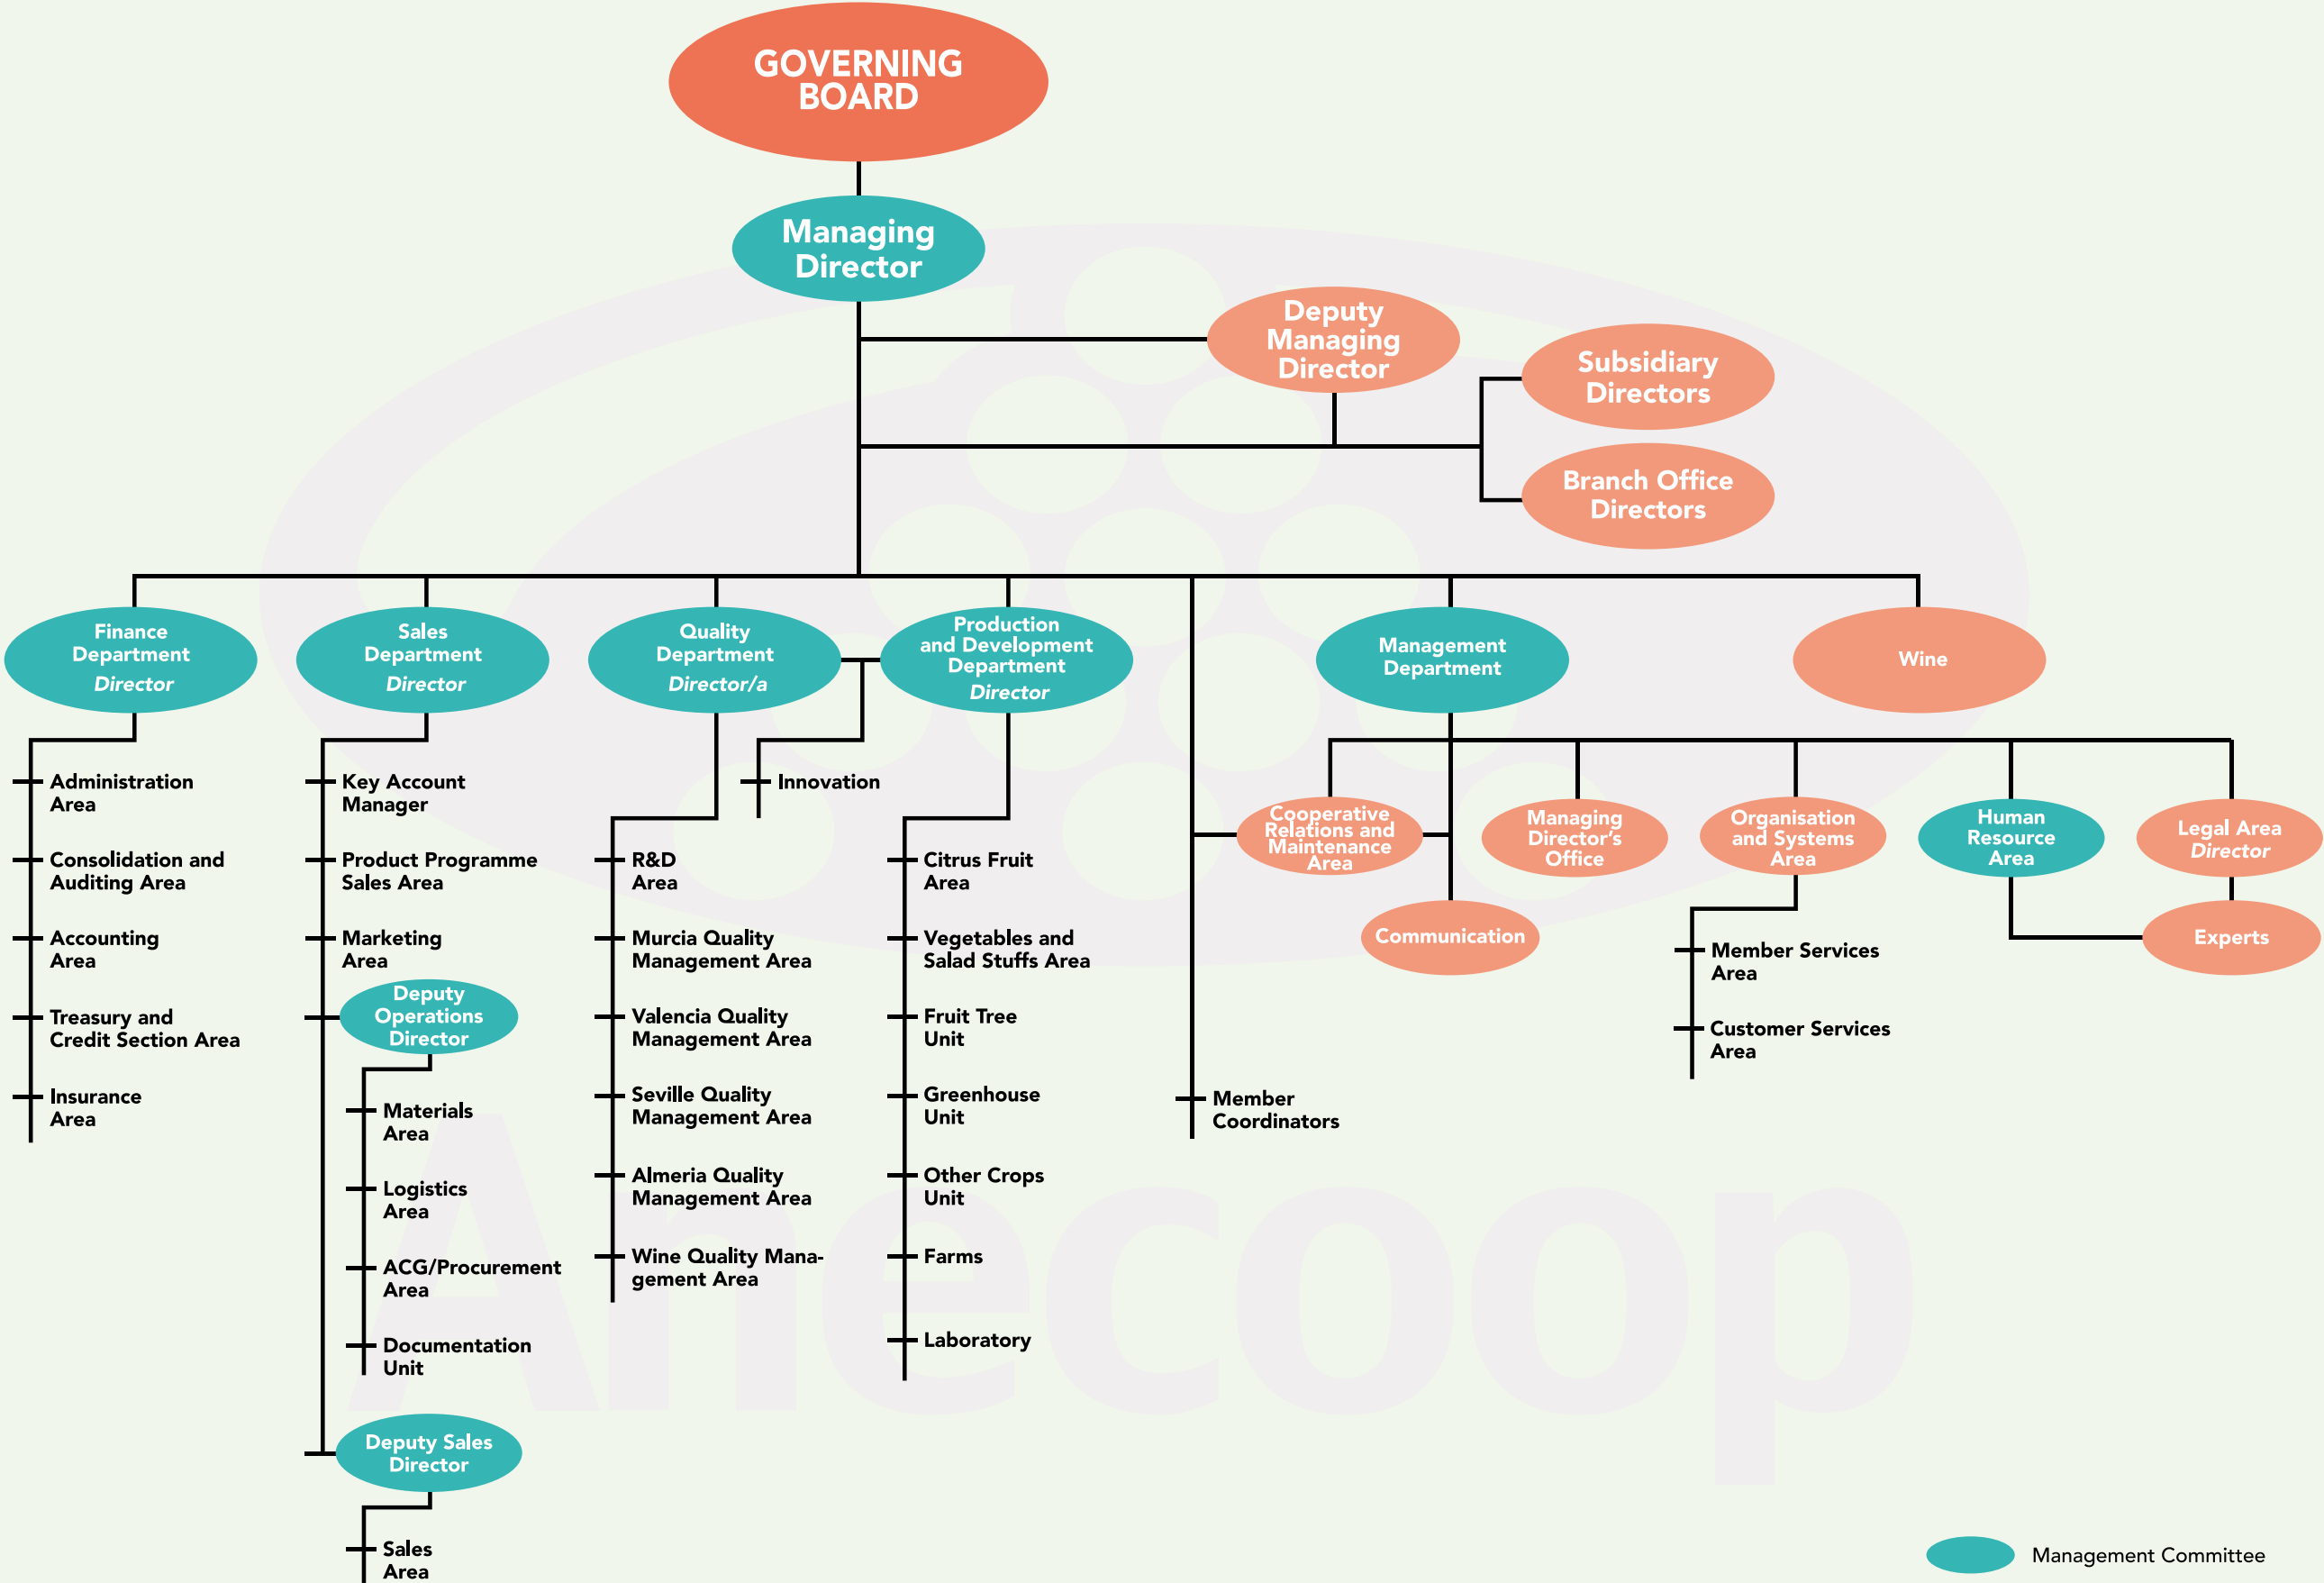 GOVERNING
BOARD
Managing
Director
Deputy
Managing
Director
Subsidiary
Directors
Branch Office
Directors
Finance
Department
Director
Sales
Department
Director
Quality
Department
Director/a
Production
and Development
Department
Director
Management
Department
Wine
Administration
Area
Consolidation and
Auditing Area
Accounting
Area
Treasury and
Credit Section Area
Insurance
Area
Key Account
Manager
Product Programme
Sales Area
Marketing
Area
Deputy
Operations
Director
Materials
Area
Logistics
Area
ACG/Procurement
Area
Documentation
Unit
Deputy Sales
Director
Sales
Area
Innovation
R&D
Area
Murcia Quality
Management Area
Valencia Quality
Management Area
Seville Quality
Management Area
Almeria Quality
Management Area
Wine Quality Mana-
gement Area
Citrus Fruit
Area
Vegetables and
Salad Stuffs Area
Fruit Tree
Unit
Greenhouse
Unit
Other Crops
Unit
Farms
Laboratory
Member
Coordinators
Cooperative
Relations and
Maintenance
Area
Communication
Managing
Director's
Office
Organisation
and Systems
Area
Member Services
Area
Customer Services
Area
Human
Resource
Area
Legal Area
Director
Experts
Anecoop
Management Committee